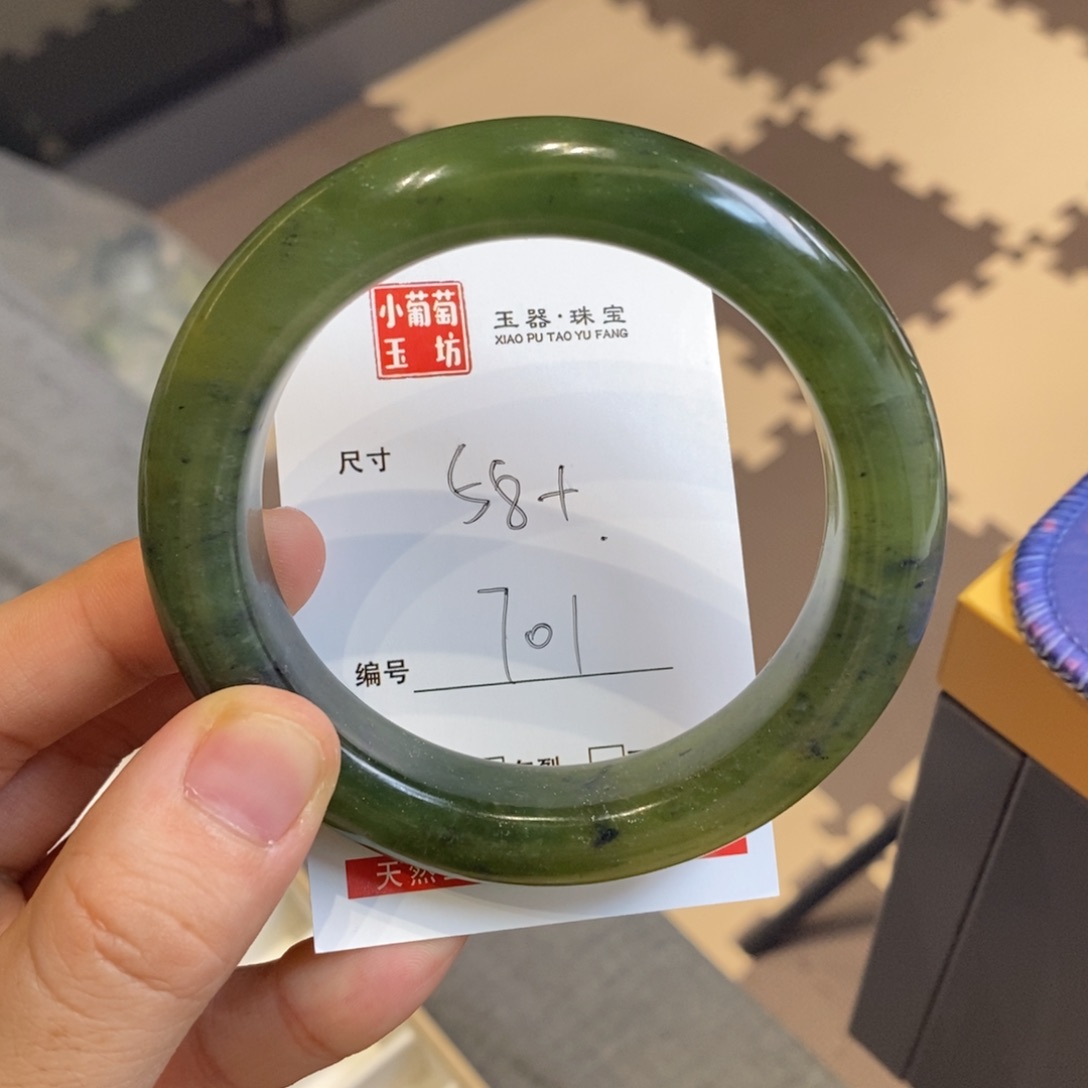 小葡萄
玉坊
玉器·珠宝
XIAO PU TAO YU FANG
尺寸 58+
编号 701
天然